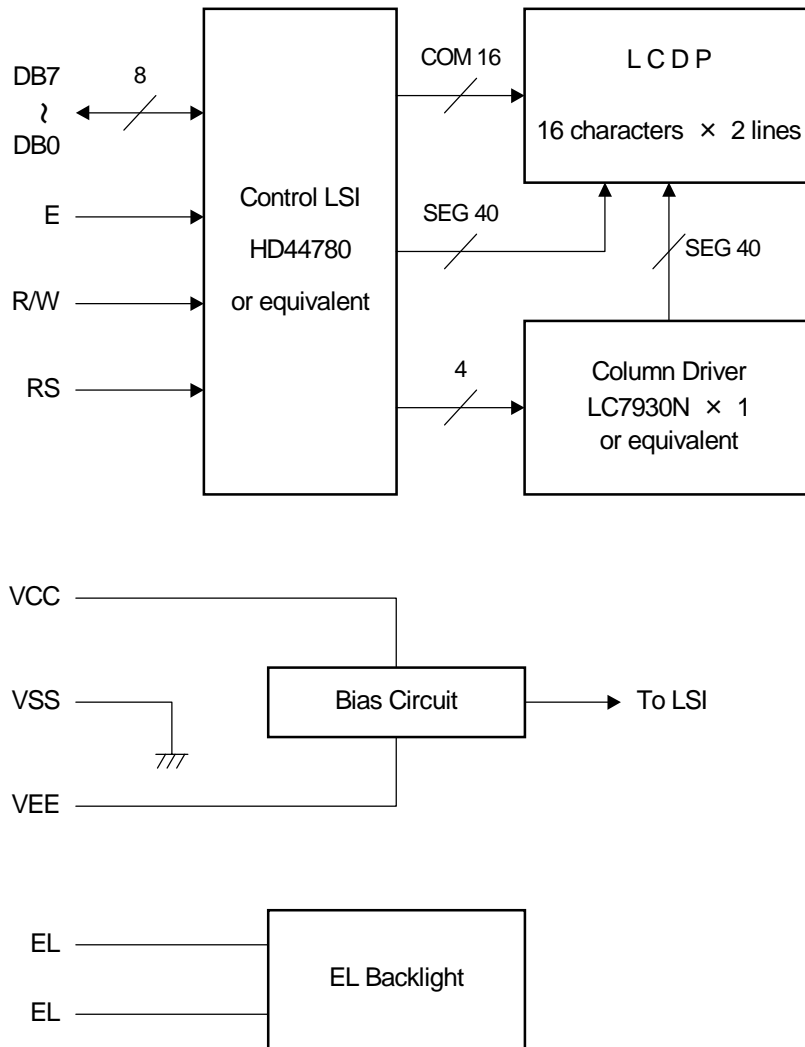 DB7
~
DB0
8
E
R/W
RS
Control LSI
HD44780
or equivalent
COM 16
SEG 40
4
L C D P
16 characters × 2 lines
SEG 40
Column Driver
LC7930N × 1
or equivalent
VCC
VSS
VEE
Bias Circuit
To LSI
EL
EL
EL Backlight